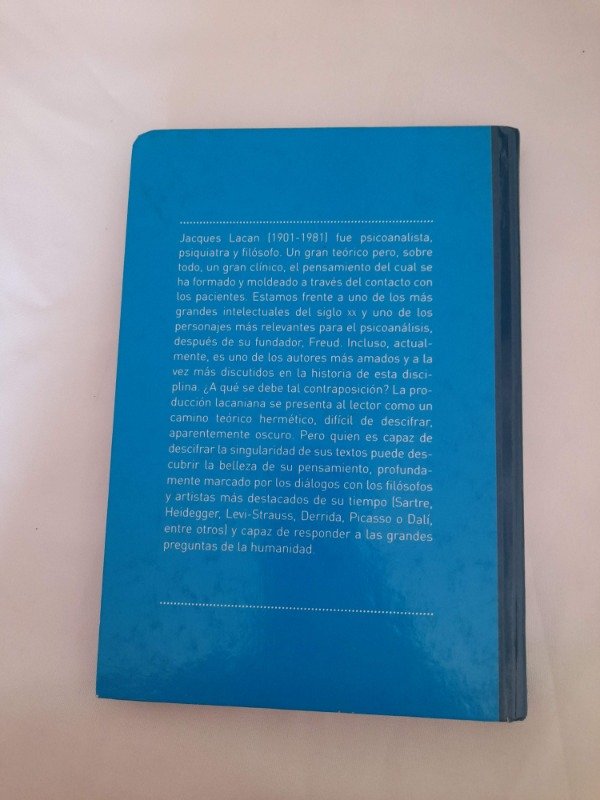 Jacques Lacan (1901-1981) fue psicoanalista,
psiquiatra y filósofo. Un gran teórico pero, sobre
todo, un gran clínico, el pensamiento del cual se
ha formado y moldeado a través del contacto con
los pacientes. Estamos frente a uno de los más
grandes intelectuales del siglo XX y uno de los
personajes más relevantes para el psicoanálisis,
después de su fundador, Freud. Incluso, actual-
mente, es uno de los autores más amados y a la
vez más discutidos en la historia de esta disci-
plina. ¿A qué se debe tal contraposición? La pro-
ducción lacaniana se presenta al lector como un
camino teórico hermético, difícil de descifrar,
aparentemente oscuro. Pero quien es capaz de
descifrar la singularidad de sus textos puede des-
cubrir la belleza de su pensamiento, profunda-
mente marcado por los diálogos con los filósofos
y artistas más destacados de su tiempo (Sartre,
Heidegger, Levi-Strauss, Derrida, Picasso o Dalí,
entre otros) y capaz de responder a las grandes
preguntas de la humanidad.